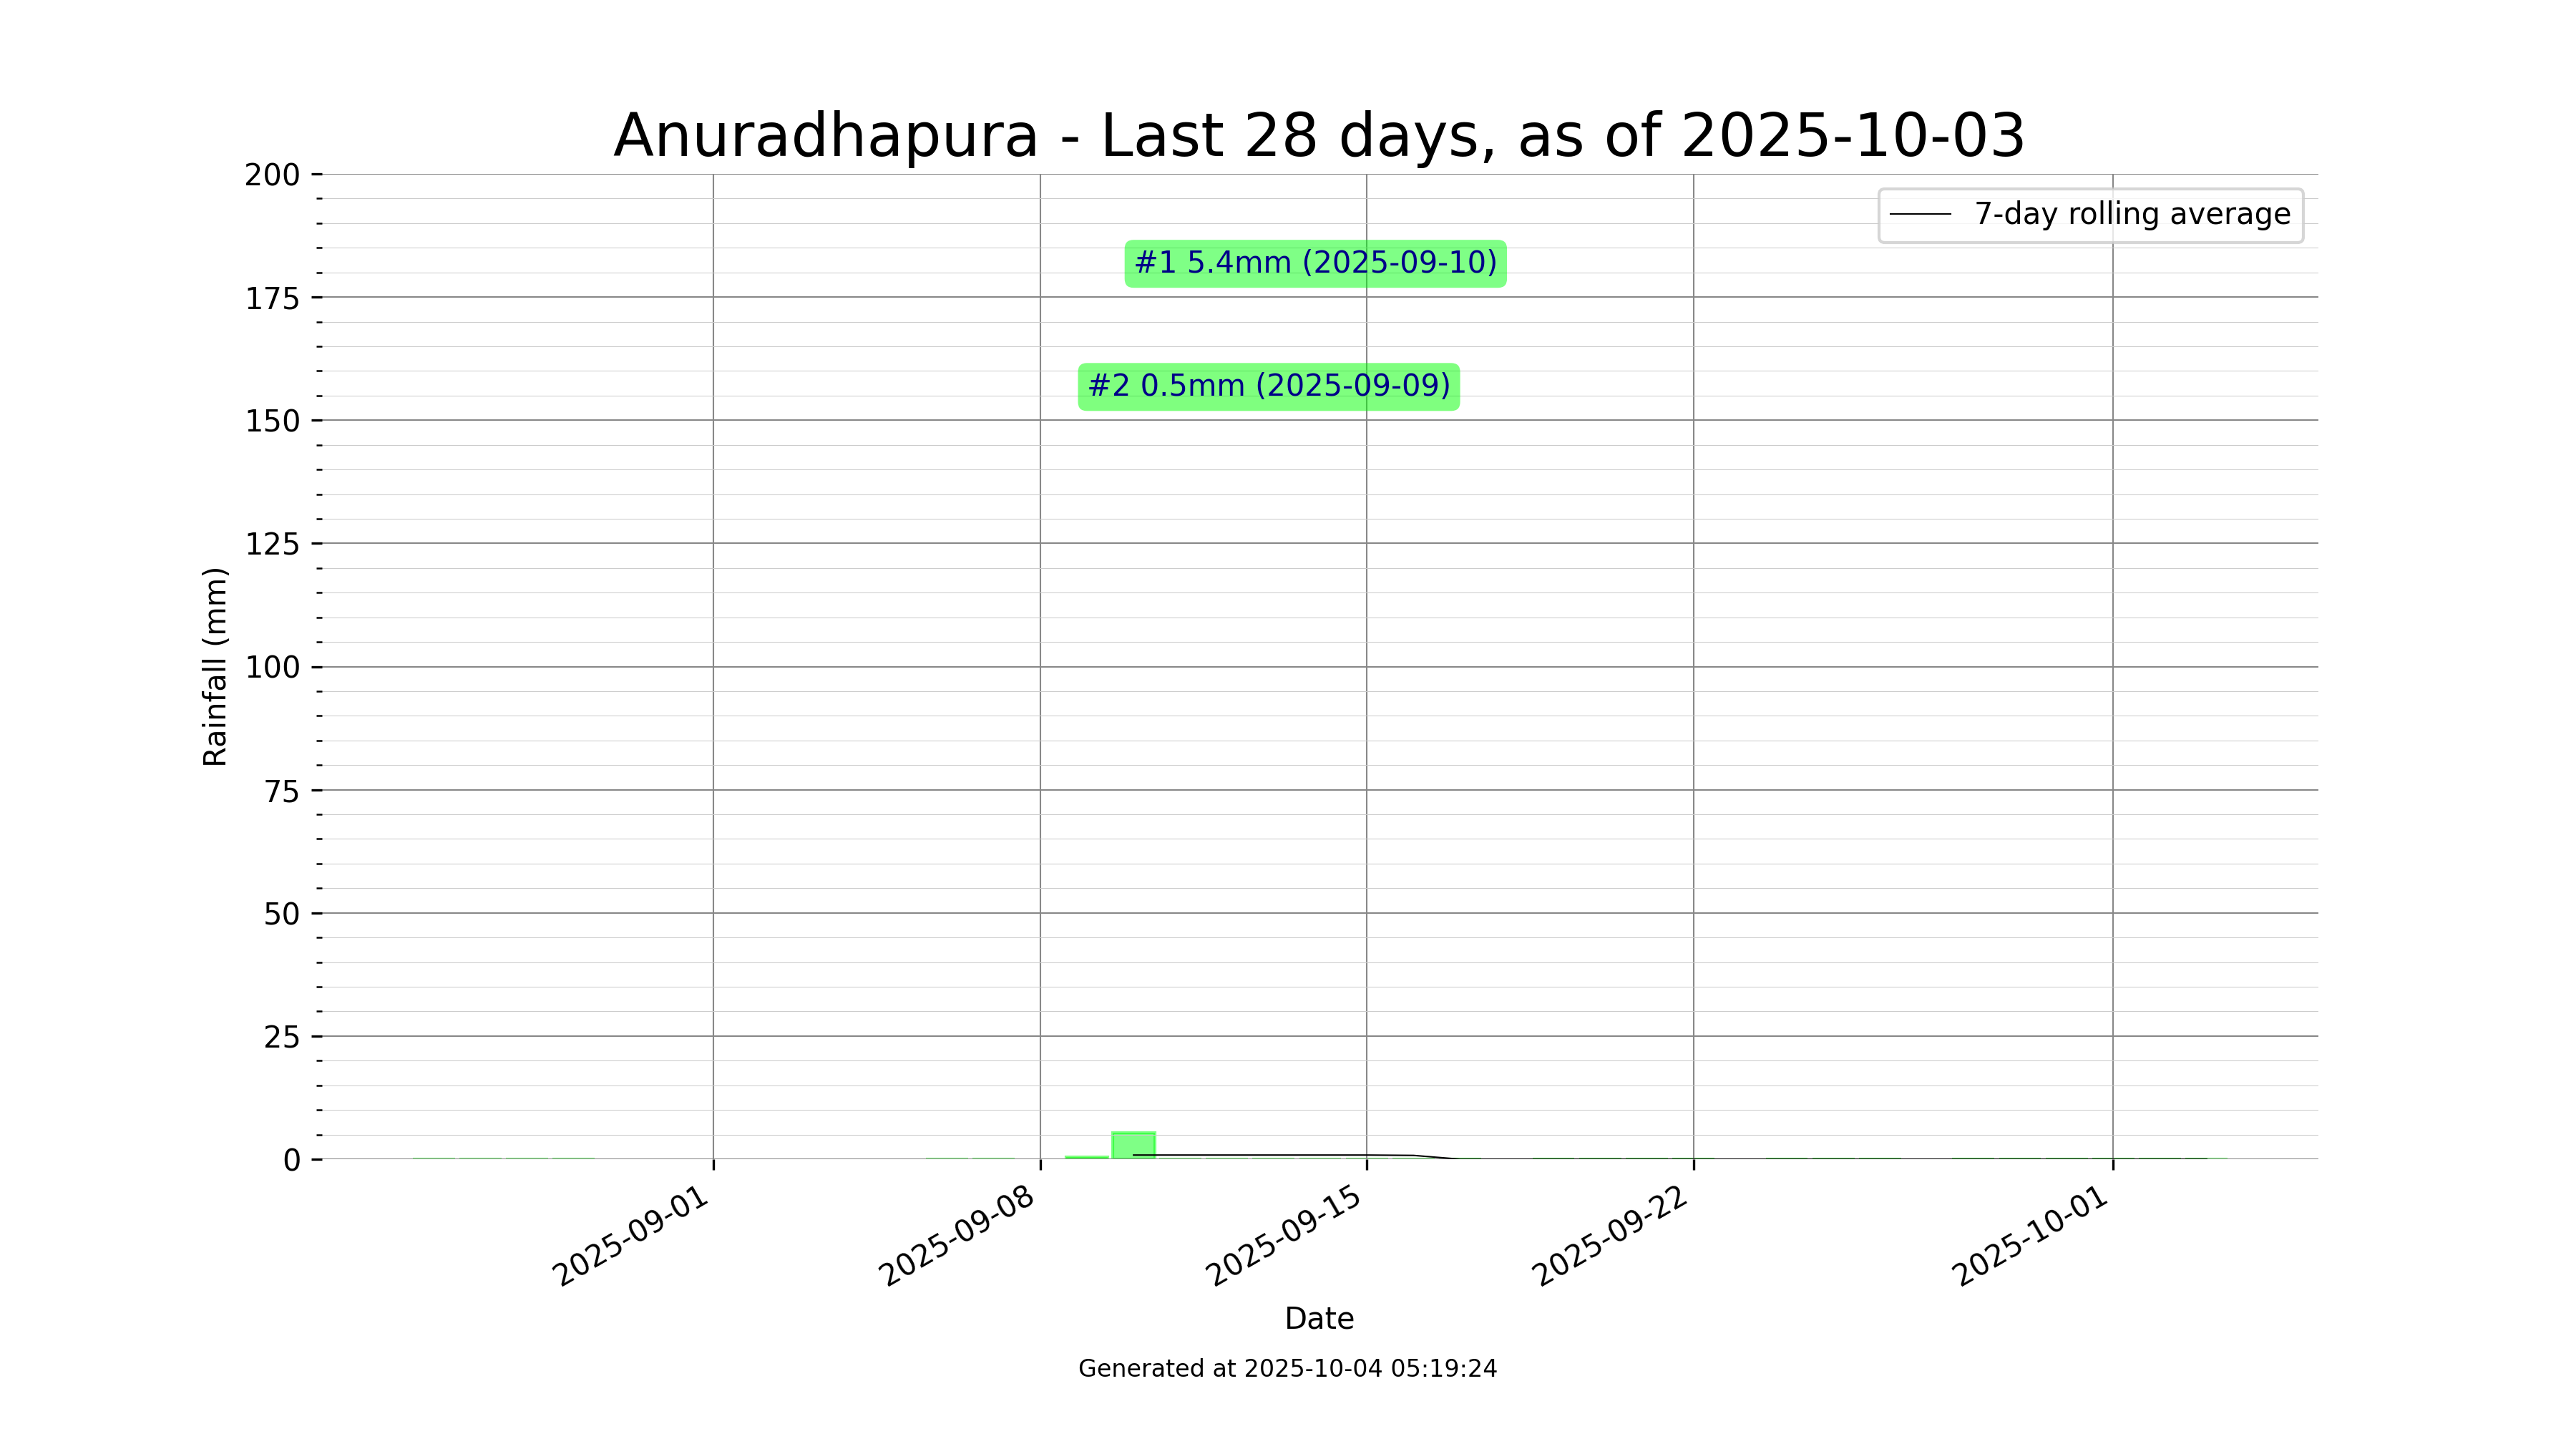 Anuradhapura - Last 28 days, as of 2025-10-03
200
175
150
125
100
75
50
25
0
Rainfall (mm)
7-day rolling average
#1 5.4mm (2025-09-10)
#2 0.5mm (2025-09-09)
2025-09-01
2025-09-08
2025-09-15
2025-09-22
2025-10-01
Date
Generated at 2025-10-04 05:19:24